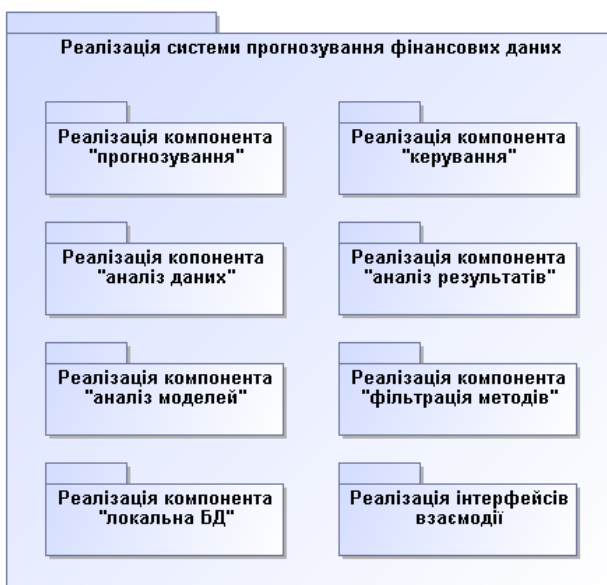 Реалізація системи прогнозування фінансових даних
Реалізація компонента
"прогнозування"
Реалізація компонента
"керування"
Реалізація копонента
"аналіз даних"
Реалізація компонента
"аналіз результатів"
Реалізація компонента
"аналіз моделей"
Реалізація компонента
"фільтрація методів"
Реалізація компонента
"локальна БД"
Реалізація інтерфейсів
взаємодії